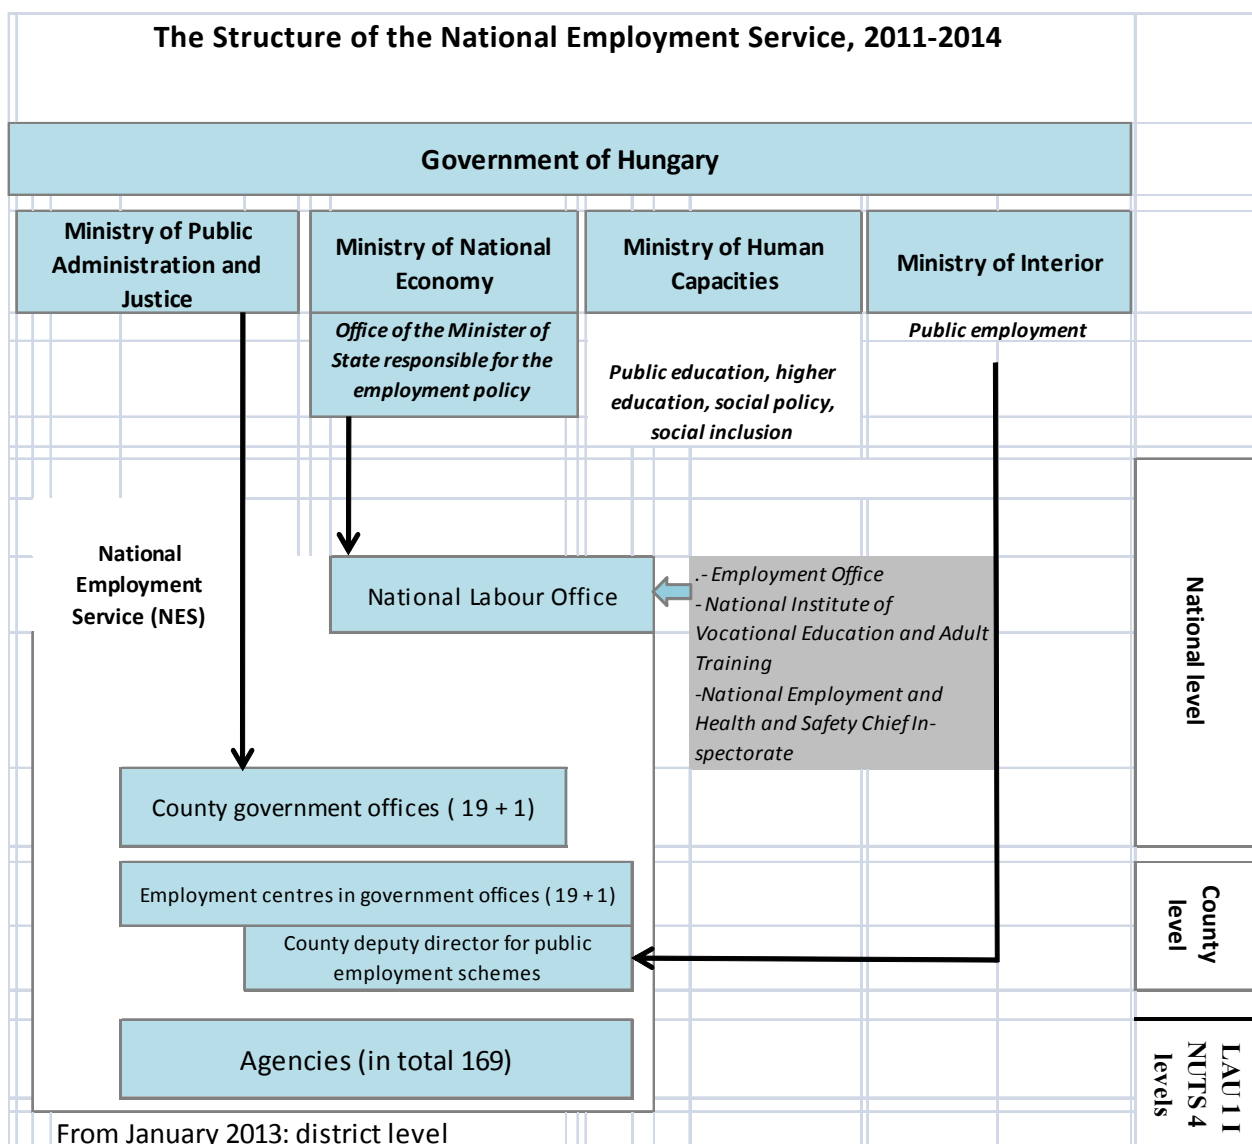 The Structure of the National Employment Service, 2011-2014
Government of Hungary
Ministry of Public
Administration and
Justice
Ministry of National
Economy
Ministry of Human
Capacities
Ministry of Interior
Office of the Minister of
State responsible for the
employment policy
Public education, higher
education, social policy,
social inclusion
Public employment
National
Employment
Service (NES)
National Labour Office
.- Employment Office
- National Institute of
Vocational Education and Adult
Training
-National Employment and
Health and Safety Chief In-
spectorate
National level
County government offices ( 19 + 1)
Employment centres in government offices ( 19 + 1)
County deputy director for public
employment schemes
County
level
Agencies (in total 169)
LAU 1 I
NUTS 4
levels
From January 2013: district level